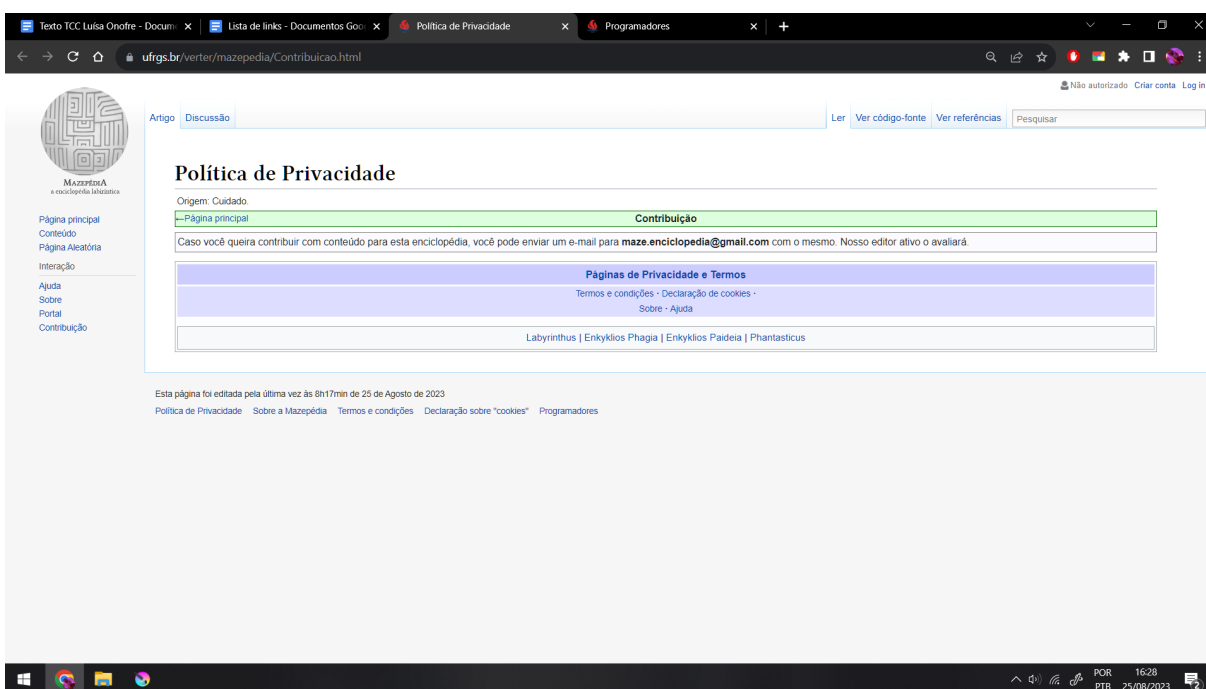 Texto TCC Luísa Onofre - Docum
Lista de links - Documentos Goo
Política de Privacidade
Programadores
ufrgs.br/verter/mazepedia/Contribuicao.html
Não autorizado Criar conta Log in
Artigo Discussão
Ler Ver código-fonte Ver referências Pesquisar
MAZEPÉDIA
a enciclopédia labiríntica
Página principal
Conteúdo
Página Aleatória
Interação
Ajuda
Sobre
Portal
Contribuição
Política de Privacidade
Origem: Cuidado.
←Página principal Contribuição
Caso você queira contribuir com conteúdo para esta enciclopédia, você pode enviar um e-mail para maze.enciclopedia@gmail.com com o mesmo. Nosso editor ativo o avaliará.
Páginas de Privacidade e Termos
Termos e condições · Declaração de cookies ·
Sobre · Ajuda
Labyrinthus | Enkyklios Phagia | Enkyklios Paideia | Phantasticus
Esta página foi editada pela última vez às 8h17min de 25 de Agosto de 2023
Política de Privacidade Sobre a Mazepédia Termos e condições Declaração sobre "cookies" Programadores
POR 16:28
PTB 25/08/2023
2